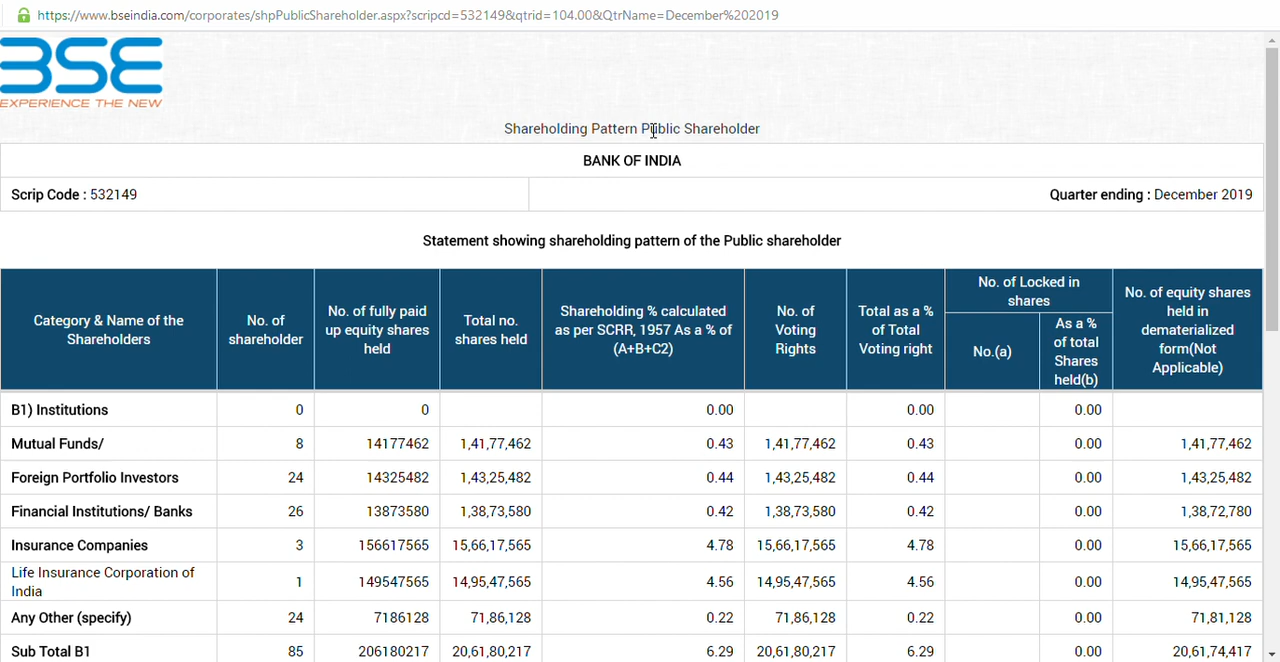 https://www.bseindia.com/corporates/shpPublicShareholder.aspx?scripcd=532149&qtrid=104.00&QtrName=December%202019
BSE
EXPERIENCE THE NEW
Shareholding Pattern Public Shareholder
BANK OF INDIA
Scrip Code : 532149 Quarter ending : December 2019
Statement showing shareholding pattern of the Public shareholder
Category & Name of the Shareholders No. of shareholder No. of fully paid up equity shares held Total no. shares held Shareholding % calculated as per SCRR, 1957 As a % of (A+B+C2) No. of Voting Rights Total as a % of Total Voting right No. of Locked in shares No. of equity shares held in dematerialized form(Not Applicable)
No.(a) As a % of total Shares held(b)
B1) Institutions 0 0 0.00 0.00 0.00
Mutual Funds/ 8 14177462 1,41,77,462 0.43 1,41,77,462 0.43 0.00 1,41,77,462
Foreign Portfolio Investors 24 14325482 1,43,25,482 0.44 1,43,25,482 0.44 0.00 1,43,25,482
Financial Institutions/ Banks 26 13873580 1,38,73,580 0.42 1,38,73,580 0.42 0.00 1,38,72,780
Insurance Companies 3 156617565 15,66,17,565 4.78 15,66,17,565 4.78 0.00 15,66,17,565
Life Insurance Corporation of India 1 149547565 14,95,47,565 4.56 14,95,47,565 4.56 0.00 14,95,47,565
Any Other (specify) 24 7186128 71,86,128 0.22 71,86,128 0.22 0.00 71,81,128
Sub Total B1 85 206180217 20,61,80,217 6.29 20,61,80,217 6.29 0.00 20,61,74,417